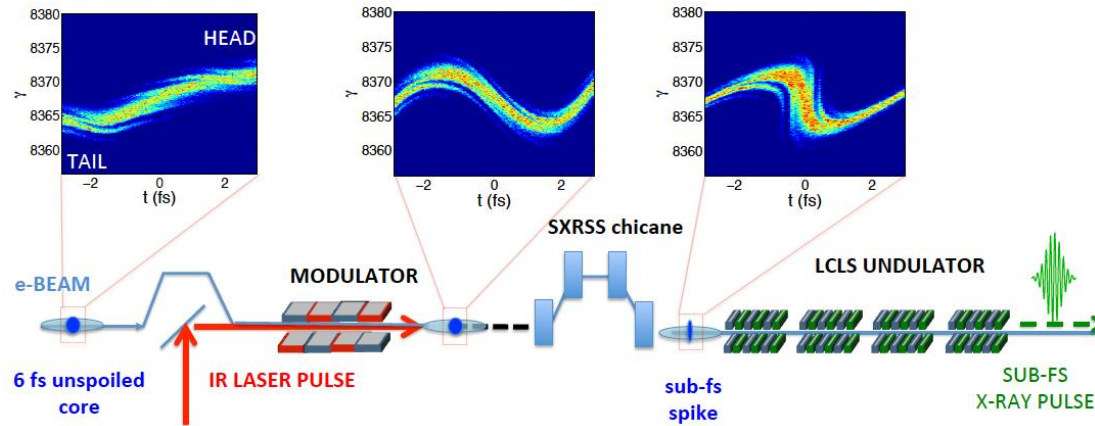 8380
8375
8370
8365
8360
γ
HEAD
TAIL
−2 0 2
t (fs)
8380
8375
8370
8365
8360
γ
−2 0 2
t (fs)
8380
8375
8370
8365
8360
γ
−2 0 2
t (fs)
SXRSS chicane
e-BEAM
MODULATOR
LCLS UNDULATOR
6 fs unspoiled
core
IR LASER PULSE
sub-fs
spike
SUB-FS
X-RAY PULSE